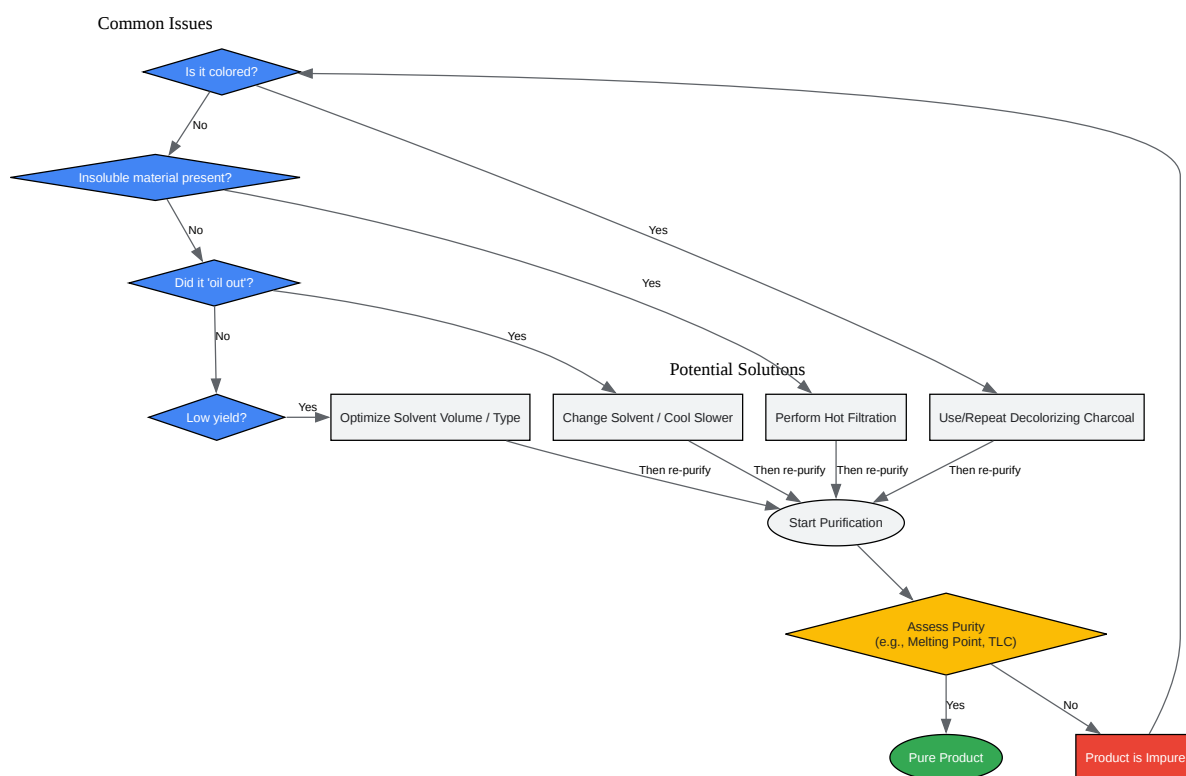 Common Issues
Is it colored?
No
Insoluble material present?
No
Yes
Yes
Did it 'oil out'?
No
Yes
Potential Solutions
Low yield?
Yes
Optimize Solvent Volume / Type
Change Solvent / Cool Slower
Perform Hot Filtration
Use/Repeat Decolorizing Charcoal
Then re-purify
Then re-purify
Then re-purify
Then re-purify
Start Purification
Assess Purity
(e.g., Melting Point, TLC)
Yes
No
Pure Product
Product is Impure